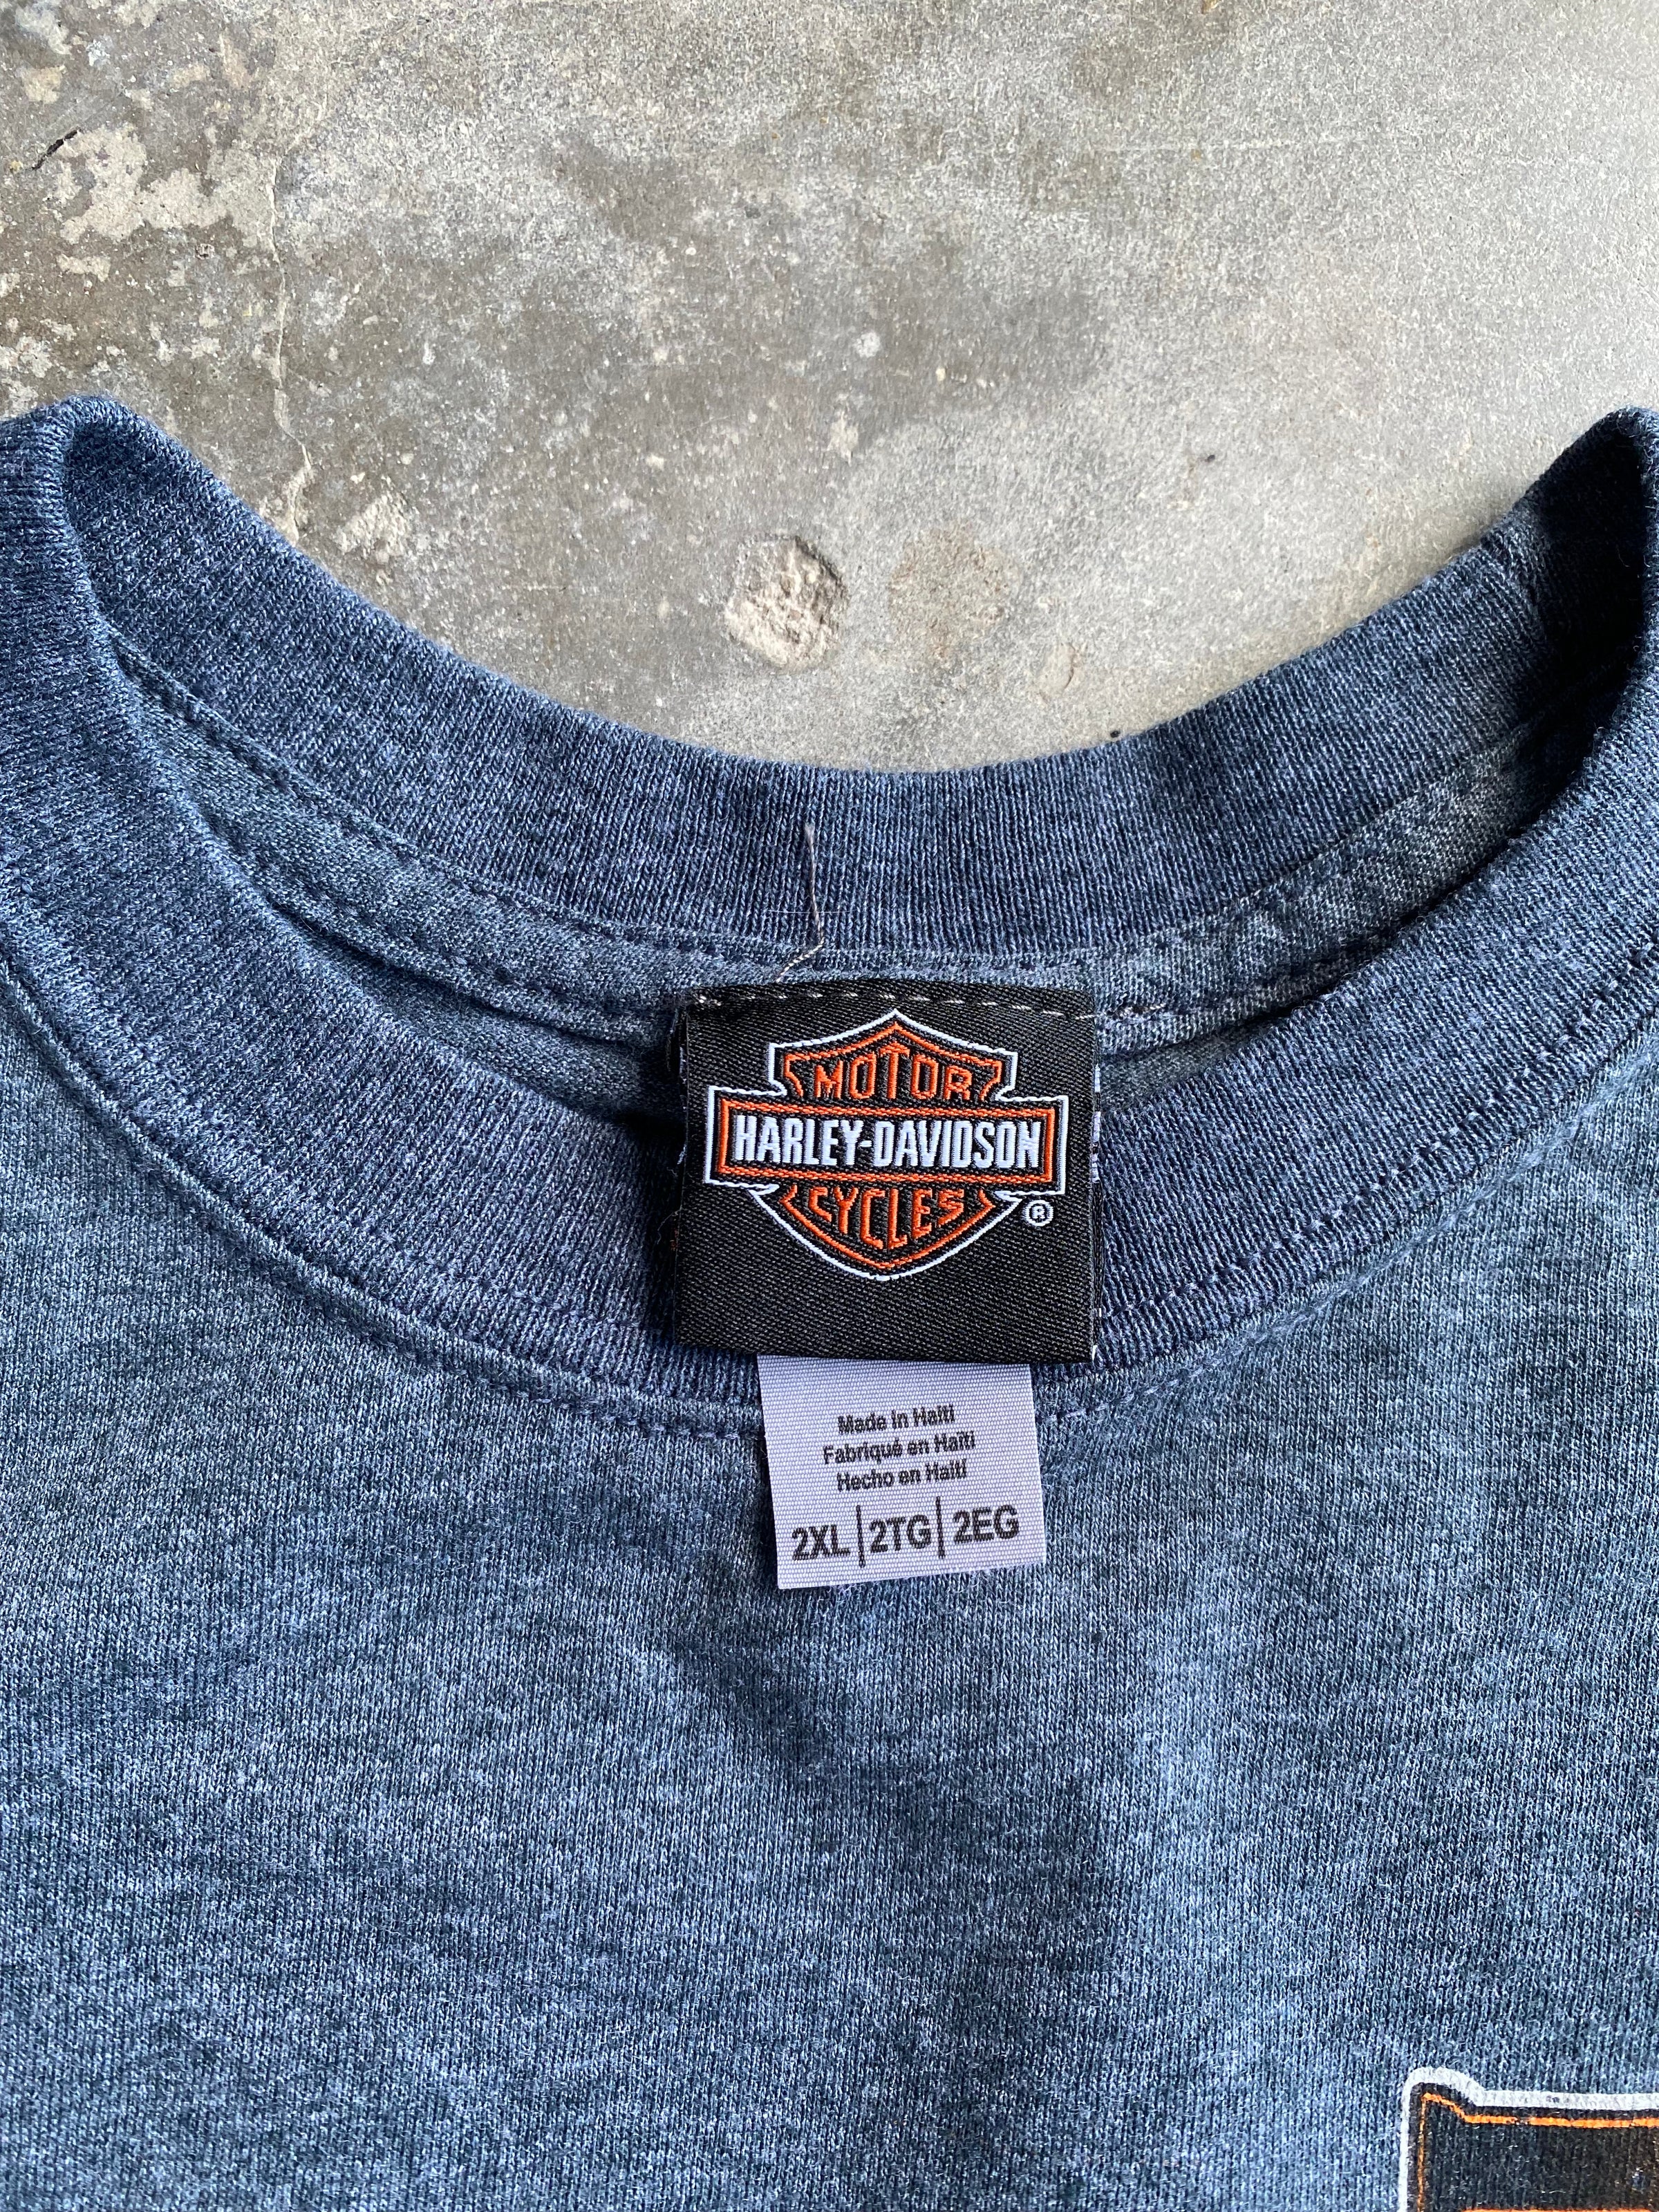 MOTOR
HARLEY-DAVIDSON
CYCLES
®
Made in Haiti
Fabriqué en Haïti
Hecho en Haití
2XL | 2TG | 2EG